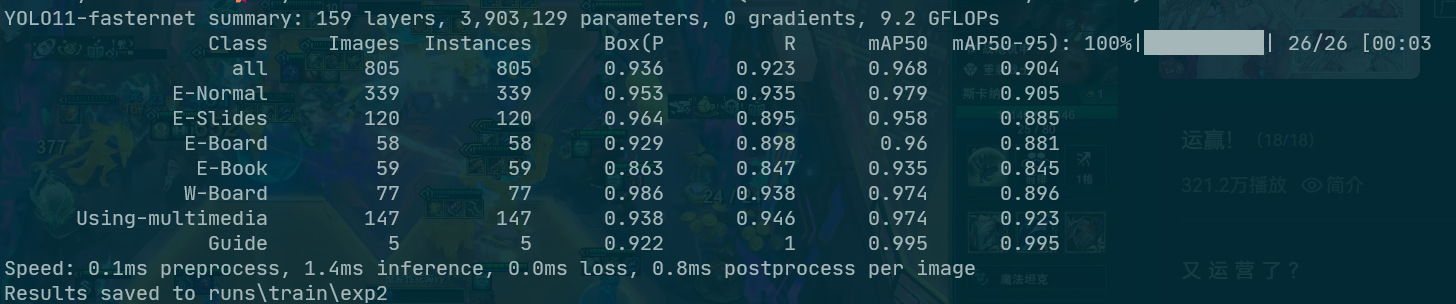 YOLO11-fasternet summary: 159 layers, 3,903,129 parameters, 0 gradients, 9.2 GFLOPs
Class Images Instances Box(P R mAP50 mAP50-95): 100%|██████████| 26/26 [00:03
all 805 805 0.936 0.923 0.968 0.904
E-Normal 339 339 0.953 0.935 0.979 0.905
E-Slides 120 120 0.964 0.895 0.958 0.885
E-Board 58 58 0.929 0.898 0.96 0.881
E-Book 59 59 0.863 0.847 0.935 0.845
W-Board 77 77 0.986 0.938 0.974 0.896
Using-multimedia 147 147 0.938 0.946 0.974 0.923
Guide 5 5 0.922 1 0.995 0.995
Speed: 0.1ms preprocess, 1.4ms inference, 0.0ms loss, 0.8ms postprocess per image
Results saved to runs\train\exp2
377
运赢! (18/18)
321.2万播放 简介
又运营了?
魔法坦克